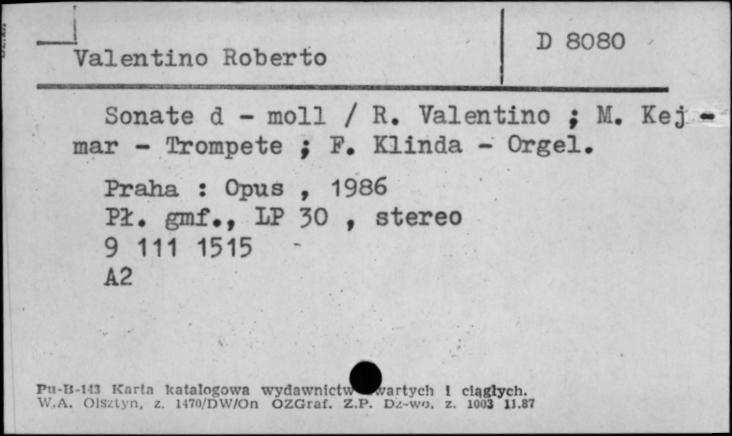 D 8080
Valentino Roberto
Sonate d - moll / R. Valentino ; M. Kej -
mar - Trompete ; F. Klinda - Orgel.
Praha : Opus , 1986
Pł. gmf., LP 30 , stereo
9 111 1515 -
A2
Pu-B-143 Karta katalogowa wydawnictw wartych i ciągłych.
W.A. Olsztyn, z. 1470/DW/On OZGraf. Z.P. Dz-wo, z. 1003 11.87